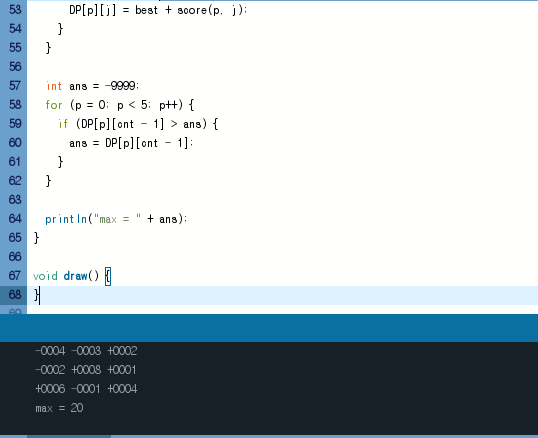 53 DP[p][j] = best + score(p, j);
54 }
55 }
56
57 int ans = -9999;
58 for (p = 0; p < 5; p++) {
59 if (DP[p][cnt - 1] > ans) {
60 ans = DP[p][cnt - 1];
61 }
62 }
63
64 println("max = " + ans);
65 }
66
67 void draw() {
68 }
69
-0004 -0003 +0002
-0002 +0008 +0001
+0006 -0001 +0004
max = 20